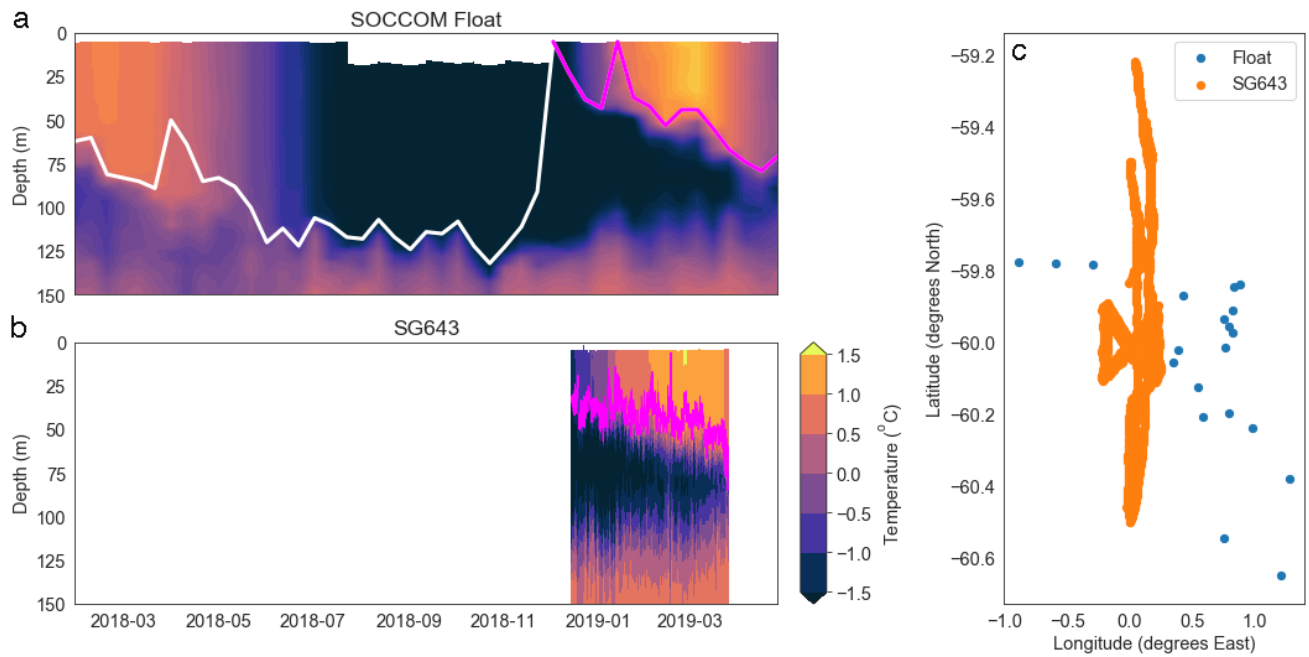 a
SOCCOM Float
0
25
50
75
100
125
150
Depth (m)
b
SG643
0
25
50
75
100
125
150
Depth (m)
2018-03 2018-05 2018-07 2018-09 2018-11 2019-01 2019-03
1.5
1.0
0.5
0.0
−0.5
−1.0
−1.5
Temperature (°C)
c
Float
SG643
−59.2
−59.4
−59.6
−59.8
−60.0
−60.2
−60.4
−60.6
Latitude (degrees North)
−1.0 −0.5 0.0 0.5 1.0
Longitude (degrees East)